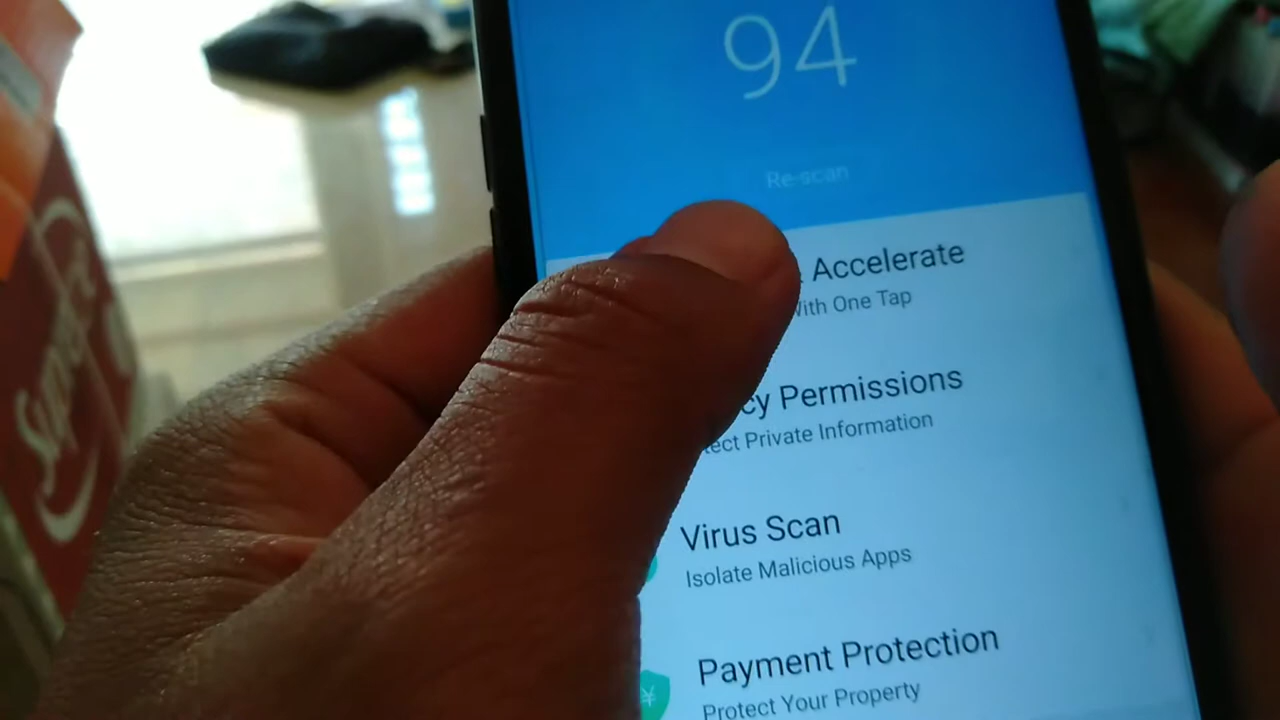 94
Re-scan
Accelerate
With One Tap
cy Permissions
ect Private Information
Virus Scan
Isolate Malicious Apps
Payment Protection
Protect Your Property
¥